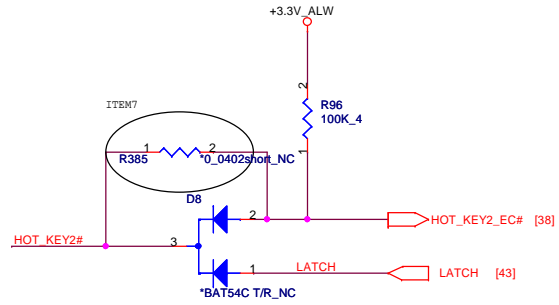 +3.3V_ALW
ITEM7
2
R96
100K_4
1
1
2
R385
*0_0402short_NC
D8
2
HOT_KEY2_EC# [38]
HOT_KEY2#
3
1
LATCH
LATCH [43]
*BAT54C T/R_NC